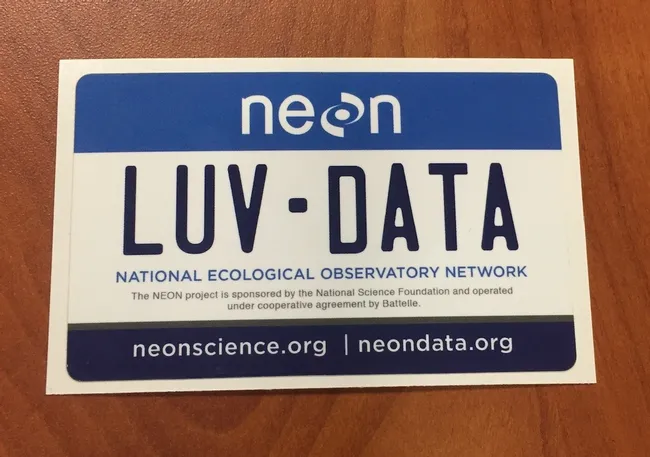 neon
LUV-DATA
NATIONAL ECOLOGICAL OBSERVATORY NETWORK
The NEON project is sponsored by the National Science Foundation and operated
under cooperative agreement by Battelle.
neonscience.org | neondata.org